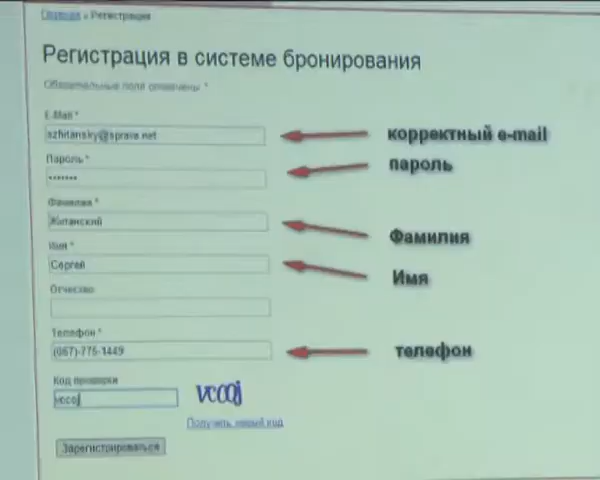 Главная » Регистрация
Регистрация в системе бронирования
Обязательные поля отмечены *
E-Mail *
szhitansky@sprava.net
корректный e-mail
Пароль *
•••••••
пароль
Фамилия *
Житанский
Фамилия
Имя *
Сергей
Имя
Отчество
Телефон *
(067)-775-1449
телефон
Код проверки
vccoj
vccoj
Получить новый код
Зарегистрироваться